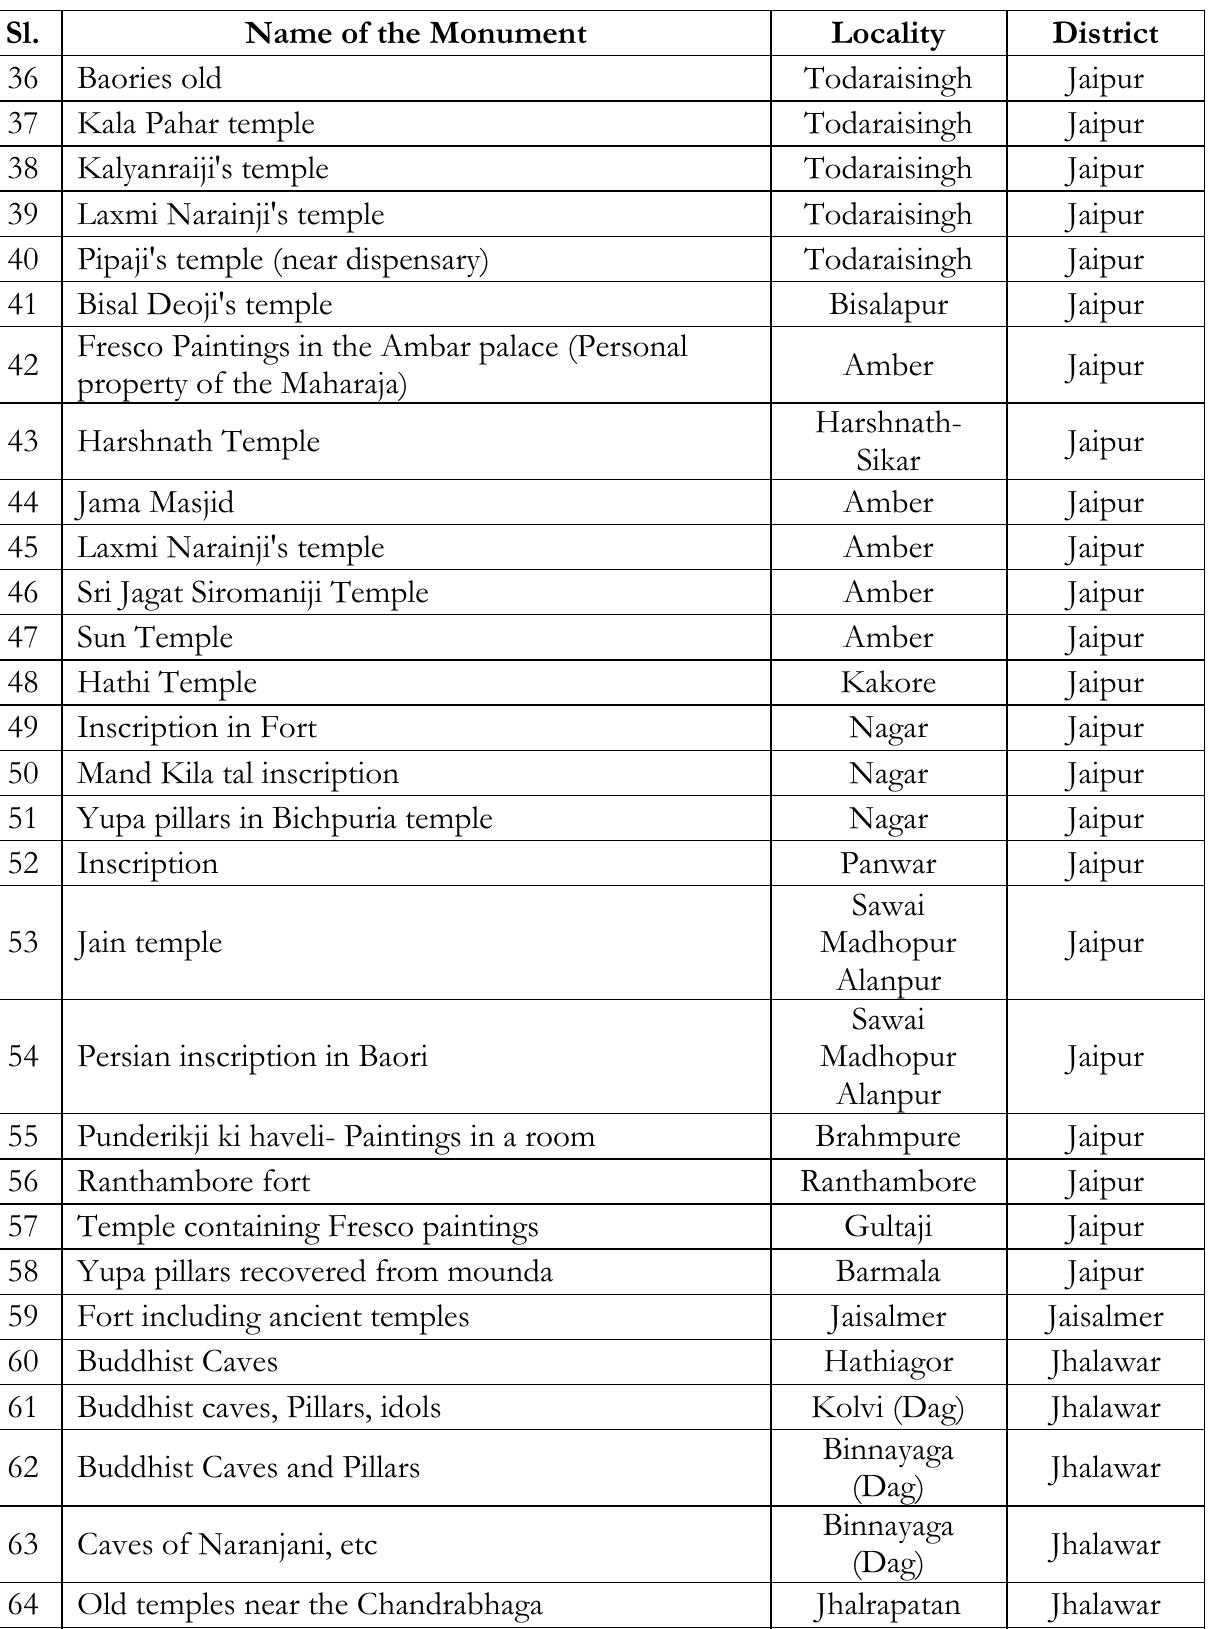 Sl. Name of the Monument Locality District
36 Baories old Todaraisingh Jaipur
37 Kala Pahar temple Todaraisingh Jaipur
38 Kalyanraiji's temple Todaraisingh Jaipur
39 Laxmi Narainji's temple Todaraisingh Jaipur
40 Pipaji's temple (near dispensary) Todaraisingh Jaipur
41 Bisal Deoji's temple Bisalapur Jaipur
42 Fresco Paintings in the Ambar palace (Personal
property of the Maharaja) Amber Jaipur
43 Harshnath Temple Harshnath-
Sikar Jaipur
44 Jama Masjid Amber Jaipur
45 Laxmi Narainji's temple Amber Jaipur
46 Sri Jagat Siromaniji Temple Amber Jaipur
47 Sun Temple Amber Jaipur
48 Hathi Temple Kakore Jaipur
49 Inscription in Fort Nagar Jaipur
50 Mand Kila tal inscription Nagar Jaipur
51 Yupa pillars in Bichpuria temple Nagar Jaipur
52 Inscription Panwar Jaipur
53 Jain temple Sawai
Madhopur
Alanpur Jaipur
54 Persian inscription in Baori Sawai
Madhopur
Alanpur Jaipur
55 Punderikji ki haveli- Paintings in a room Brahmpure Jaipur
56 Ranthambore fort Ranthambore Jaipur
57 Temple containing Fresco paintings Gultaji Jaipur
58 Yupa pillars recovered from mounda Barmala Jaipur
59 Fort including ancient temples Jaisalmer Jaisalmer
60 Buddhist Caves Hathiagor Jhalawar
61 Buddhist caves, Pillars, idols Kolvi (Dag) Jhalawar
62 Buddhist Caves and Pillars Binnayaga
(Dag) Jhalawar
63 Caves of Naranjani, etc Binnayaga
(Dag) Jhalawar
64 Old temples near the Chandrabhaga Jhalrapatan Jhalawar